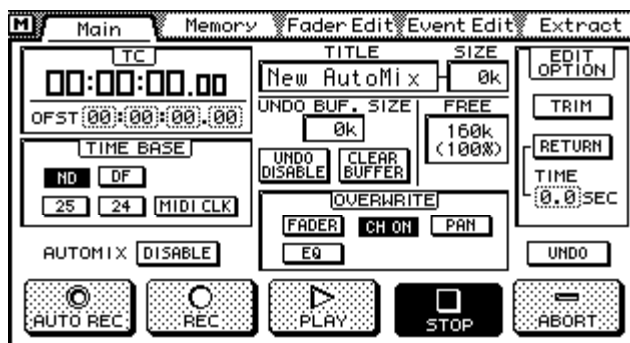 M Main Memory Fader Edit Event Edit Extract
TC
00:00:00.00
OFST 00:00:00.00
TIME BASE
ND DF
25 24 MIDI CLK
AUTOMIX DISABLE
TITLE SIZE
New AutoMix 0k
UNDO BUF. SIZE FREE
0k 160k
(100%)
UNDO DISABLE
CLEAR BUFFER
OVERWRITE
FADER CH ON PAN
EQ
EDIT OPTION
TRIM
RETURN
TIME
0.0 SEC
UNDO
AUTO REC REC PLAY STOP ABORT